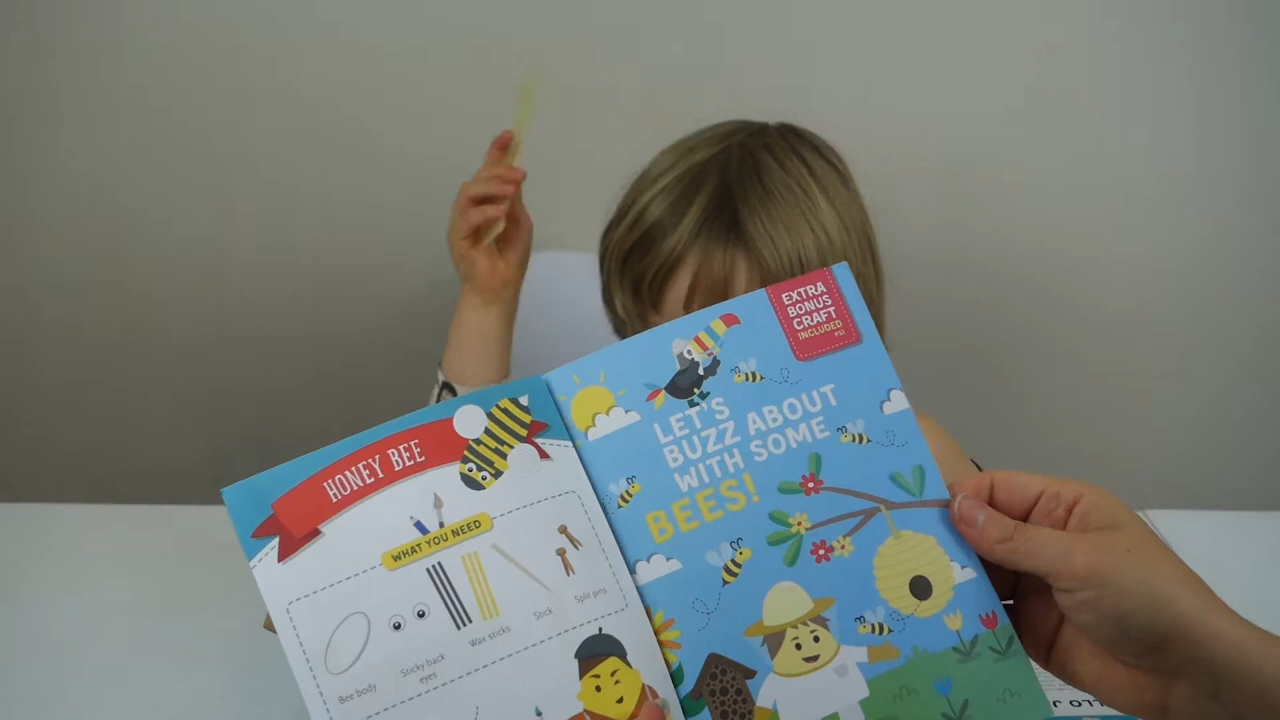 HONEY BEE
WHAT YOU NEED
Bee body
Sticky back
eyes
Wax sticks
Stick
Split pins
EXTRA
BONUS
CRAFT
INCLUDED
LET'S
BUZZ ABOUT
WITH SOME
BEES!